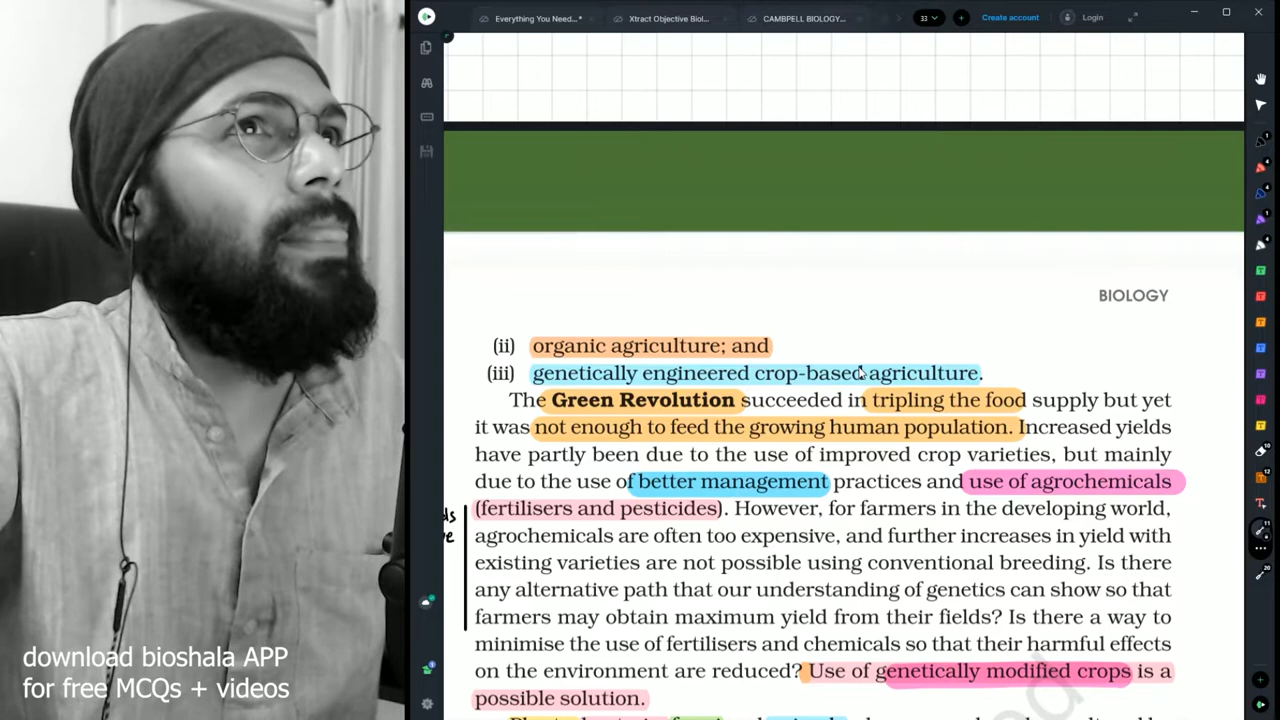 Everything You Need...*
Xtract Objective Biol...
CAMBPELL BIOLOGY...
33
Create account
Login
BIOLOGY
(ii) organic agriculture; and
(iii) genetically engineered crop-based agriculture.
The Green Revolution succeeded in tripling the food supply but yet
it was not enough to feed the growing human population. Increased yields
have partly been due to the use of improved crop varieties, but mainly
due to the use of better management practices and use of agrochemicals
(fertilisers and pesticides). However, for farmers in the developing world,
agrochemicals are often too expensive, and further increases in yield with
existing varieties are not possible using conventional breeding. Is there
any alternative path that our understanding of genetics can show so that
farmers may obtain maximum yield from their fields? Is there a way to
minimise the use of fertilisers and chemicals so that their harmful effects
on the environment are reduced? Use of genetically modified crops is a
possible solution.
download bioshala APP
for free MCQs + videos